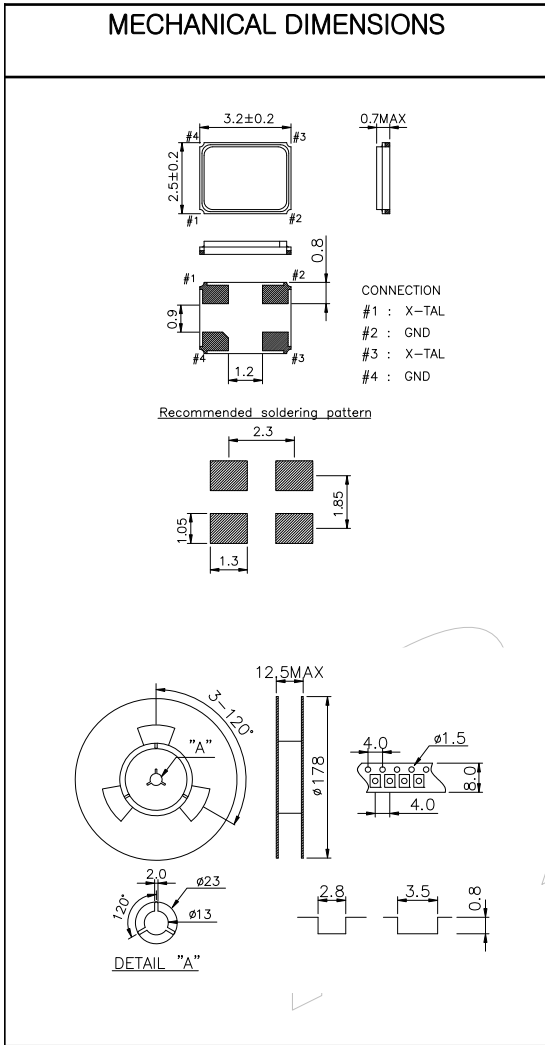 MECHANICAL DIMENSIONS
3.2±0.2
0.7MAX
#4
#3
2.5±0.2
#1
#2
0.8
#1
#2
0.9
#4
#3
1.2
CONNECTION
#1 : X-TAL
#2 : GND
#3 : X-TAL
#4 : GND
Recommended soldering pattern
2.3
1.85
1.05
1.3
12.5MAX
3-120°
"A"
ø178
4.0
ø1.5
8.0
4.0
2.0
ø23
120°
ø13
DETAIL "A"
2.8
3.5
0.8